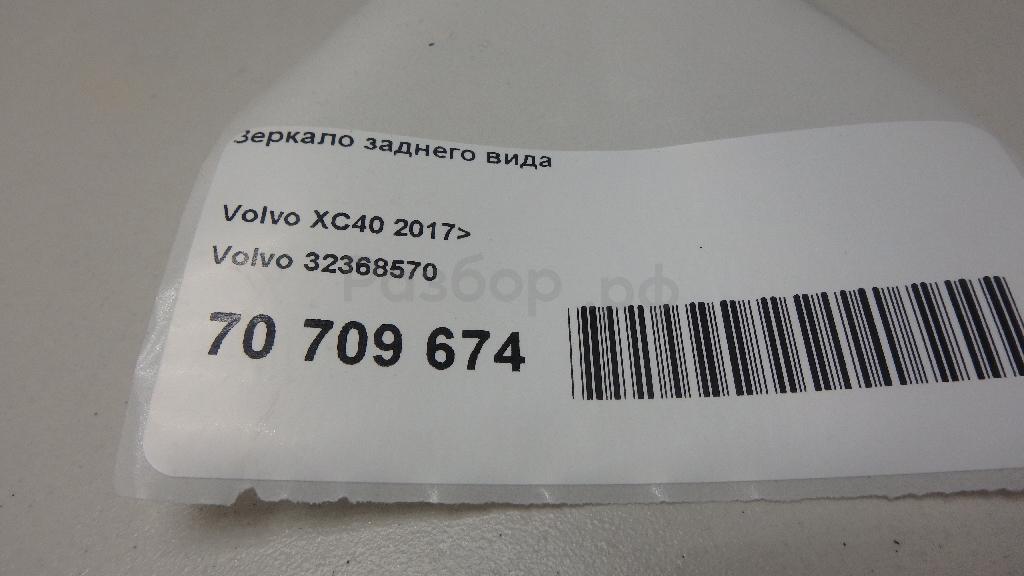 Зеркало заднего вида
Volvo XC40 2017>
Volvo 32368570
Разбор.рф
70 709 674